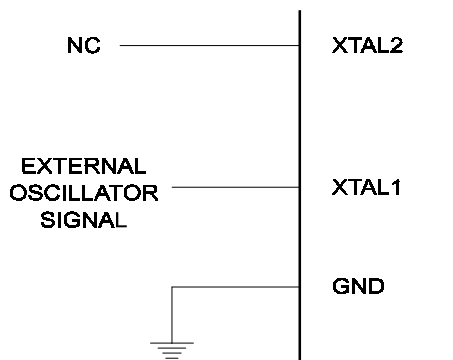 NC
XTAL2
EXTERNAL
OSCILLATOR
SIGNAL
XTAL1
GND